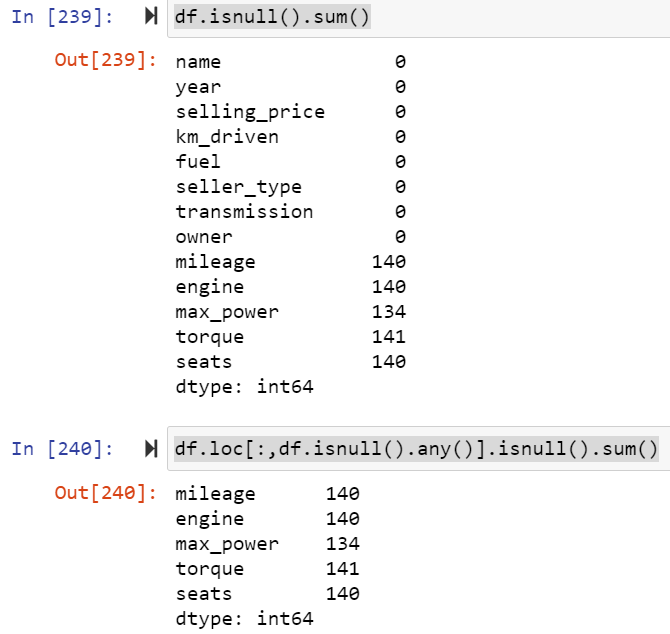 In [239]: df.isnull().sum()
Out[239]: name 0
year 0
selling_price 0
km_driven 0
fuel 0
seller_type 0
transmission 0
owner 0
mileage 140
engine 140
max_power 134
torque 141
seats 140
dtype: int64
In [240]: df.loc[:,df.isnull().any()].isnull().sum()
Out[240]: mileage 140
engine 140
max_power 134
torque 141
seats 140
dtype: int64